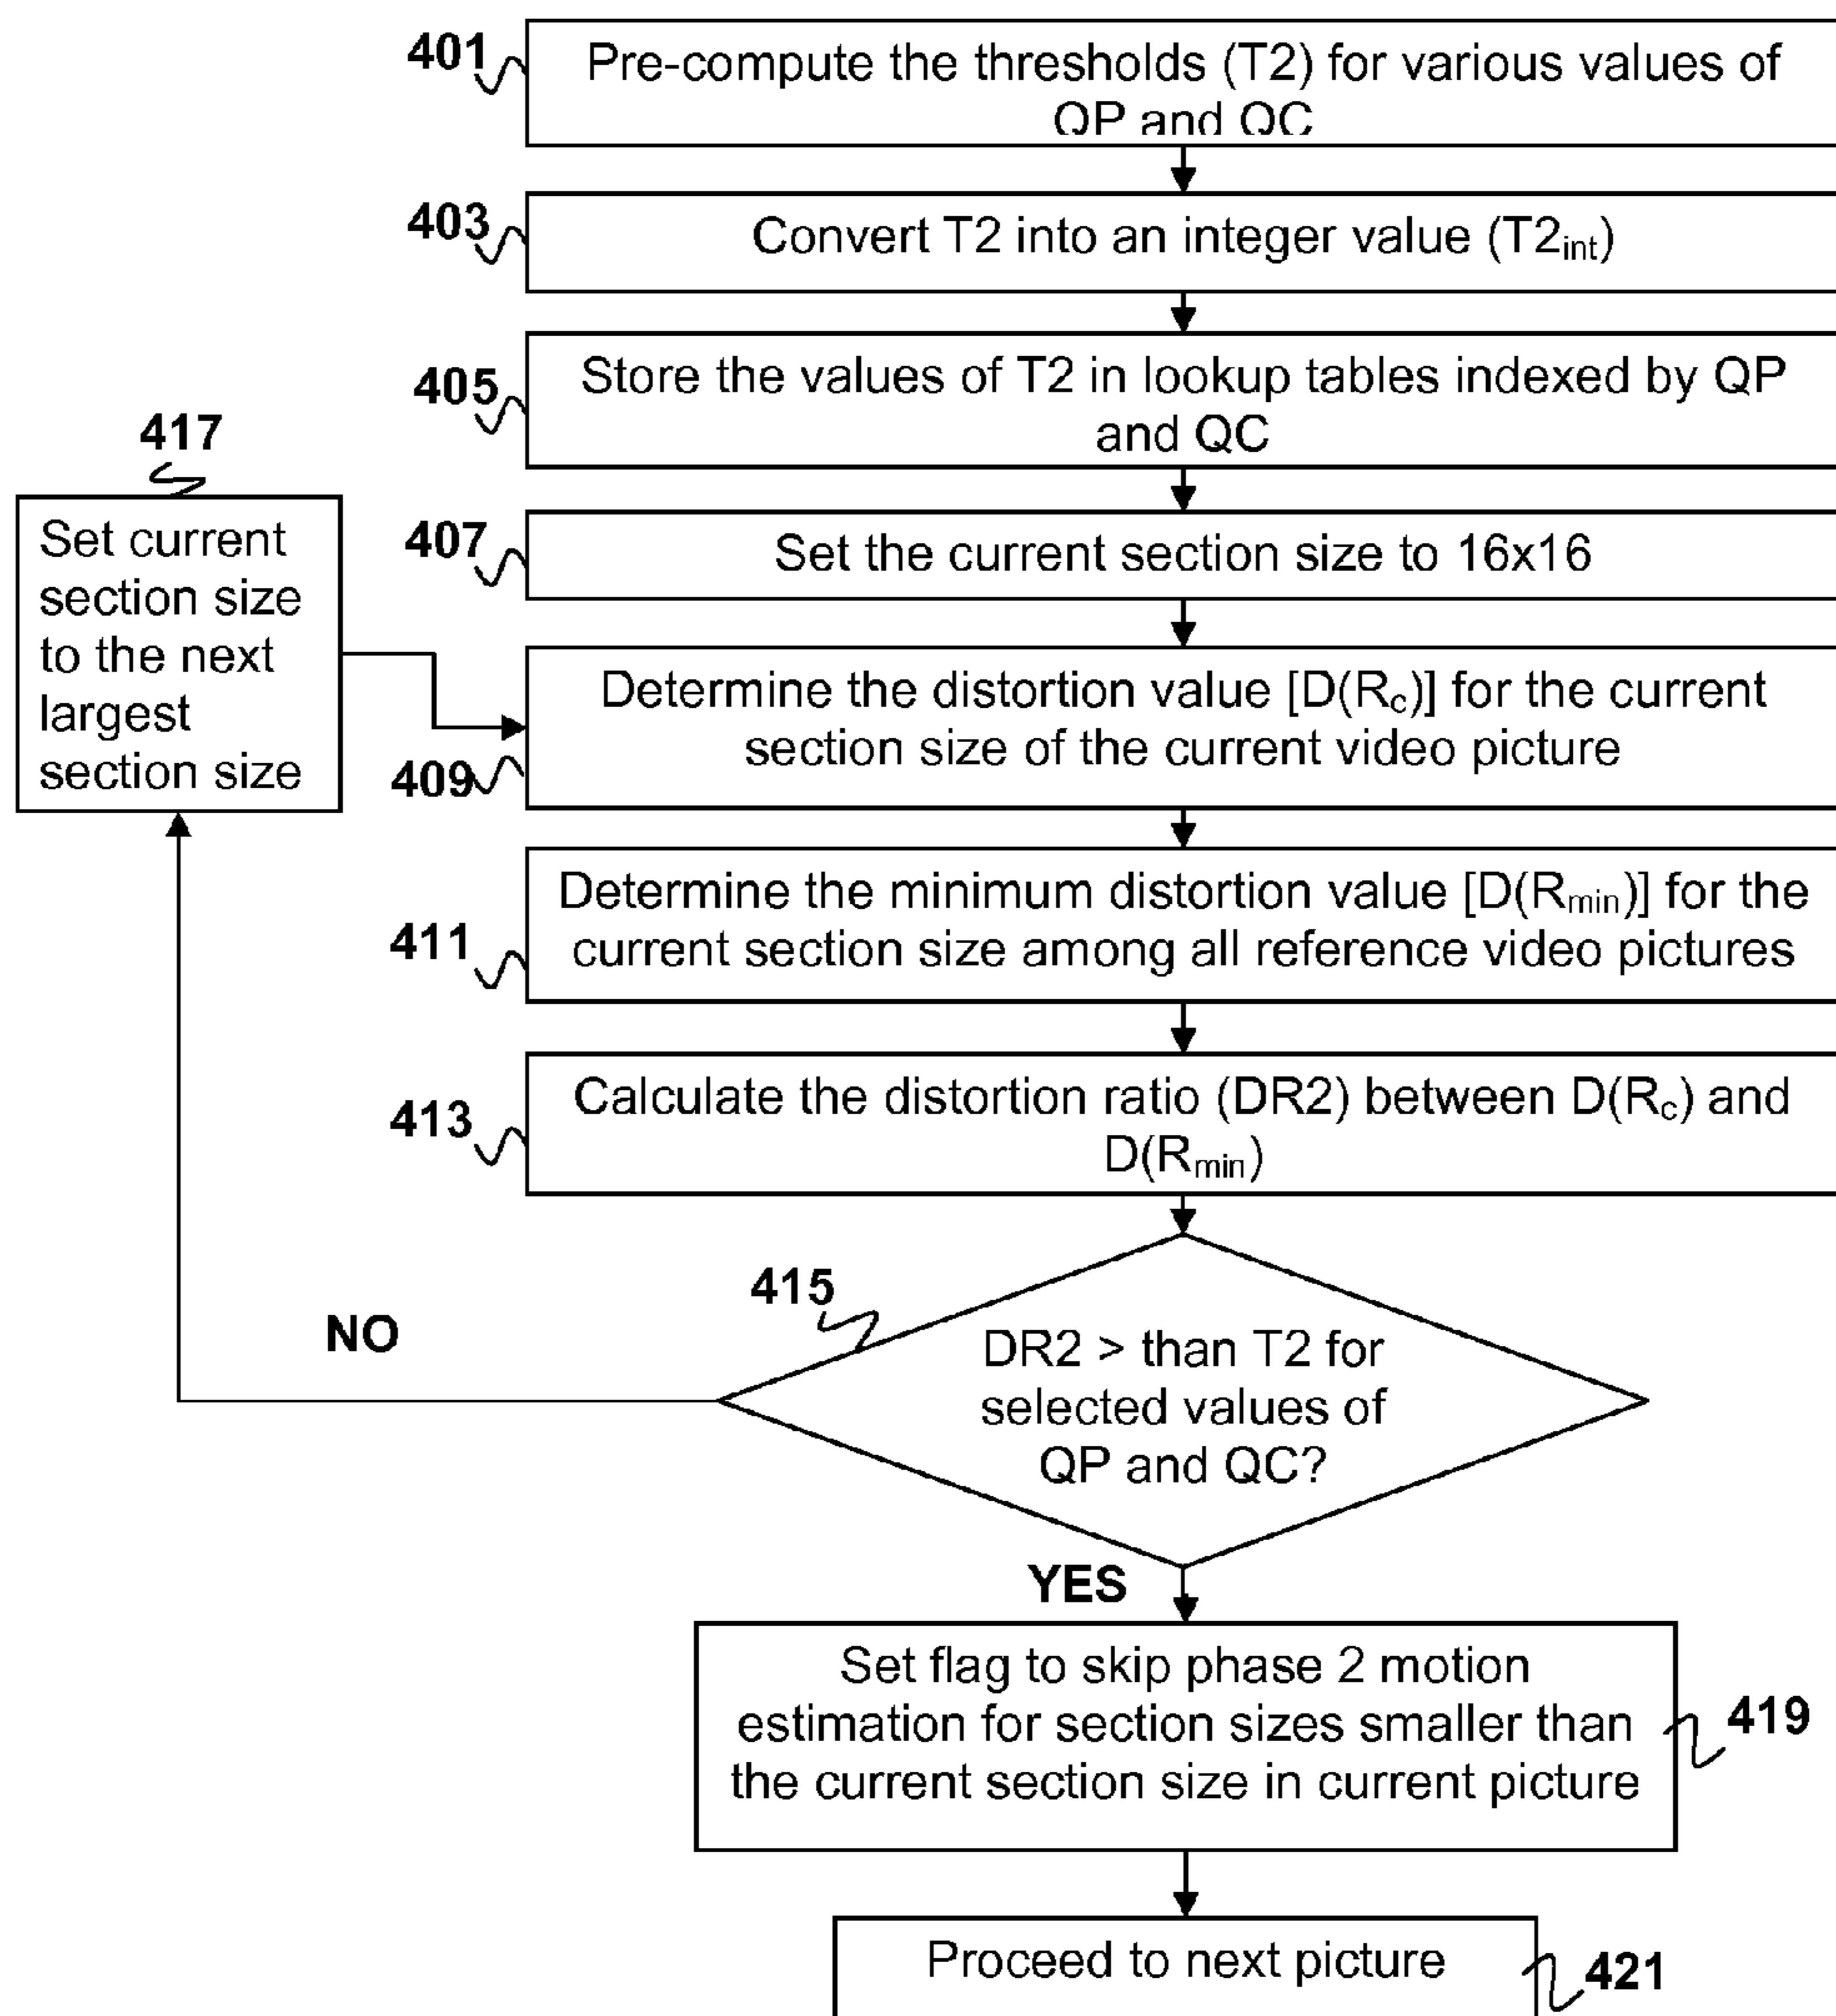 401
Pre-compute the thresholds (T2) for various values of
QP and QC
403
Convert T2 into an integer value (T2int)
405
Store the values of T2 in lookup tables indexed by QP
and QC
417
Set current
section size
to the next
largest
section size
407
Set the current section size to 16x16
409
Determine the distortion value [D(Rc)] for the current
section size of the current video picture
411
Determine the minimum distortion value [D(Rmin)] for the
current section size among all reference video pictures
413
Calculate the distortion ratio (DR2) between D(Rc) and
D(Rmin)
415
DR2 > than T2 for
selected values of
QP and QC?
NO
YES
Set flag to skip phase 2 motion
estimation for section sizes smaller than
the current section size in current picture
419
Proceed to next picture
421